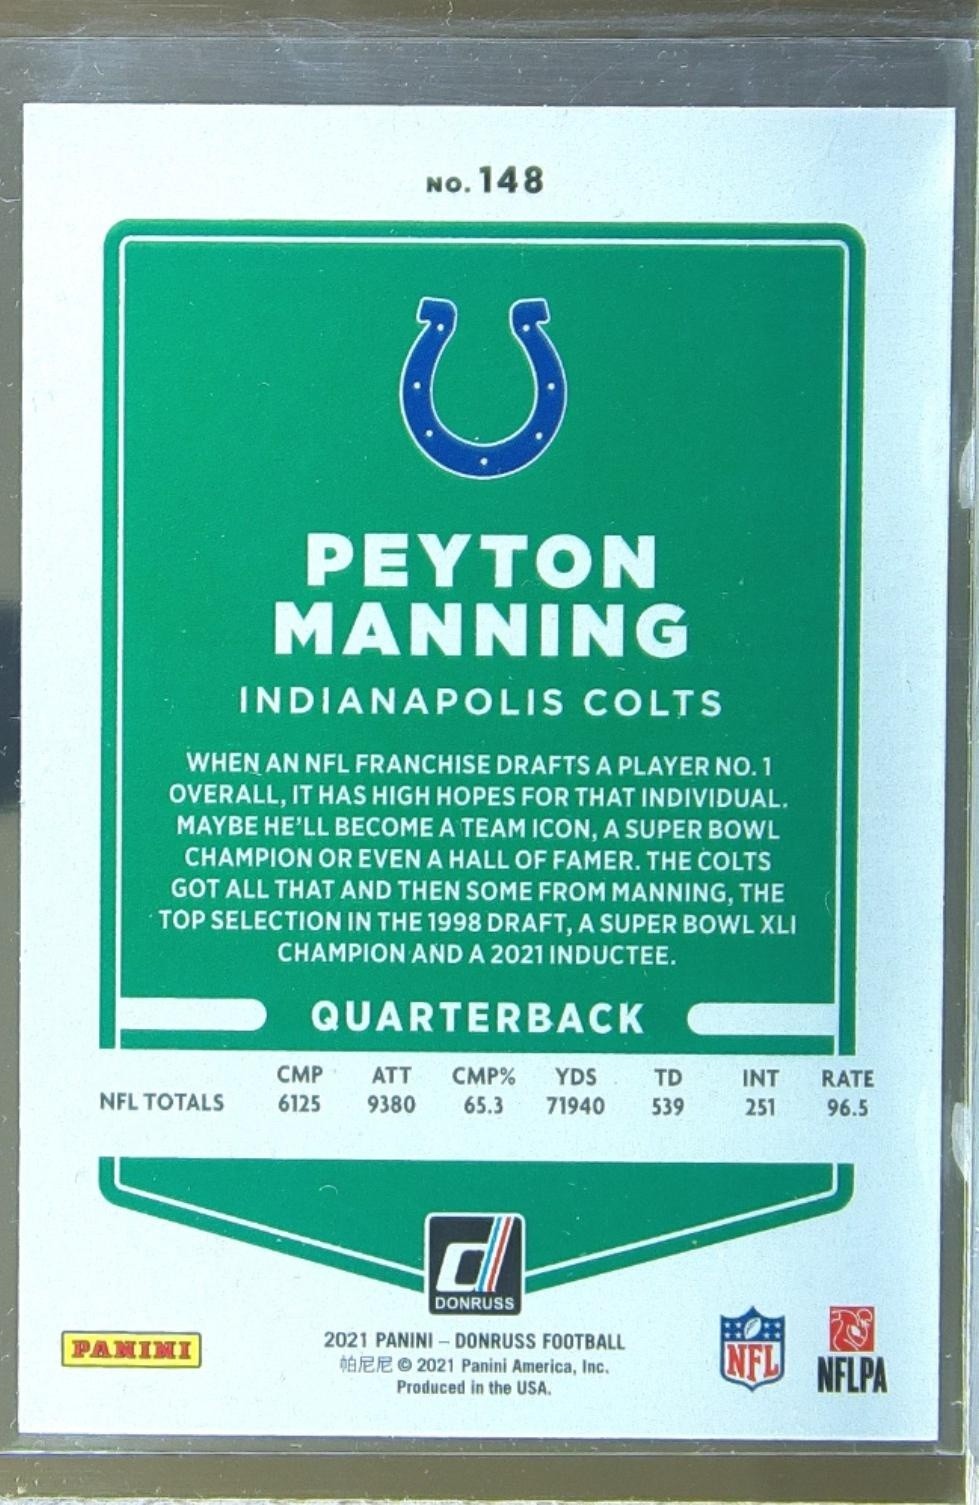 NO. 148
PEYTON
MANNING
INDIANAPOLIS COLTS
WHEN AN NFL FRANCHISE DRAFTS A PLAYER NO. 1
OVERALL, IT HAS HIGH HOPES FOR THAT INDIVIDUAL.
MAYBE HE'LL BECOME A TEAM ICON, A SUPER BOWL
CHAMPION OR EVEN A HALL OF FAMER. THE COLTS
GOT ALL THAT AND THEN SOME FROM MANNING, THE
TOP SELECTION IN THE 1998 DRAFT, A SUPER BOWL XLI
CHAMPION AND A 2021 INDUCTEE.
QUARTERBACK
CMP ATT CMP% YDS TD INT RATE
NFL TOTALS 6125 9380 65.3 71940 539 251 96.5
d
DONRUSS
PANINI
2021 PANINI – DONRUSS FOOTBALL
帕尼尼 © 2021 Panini America, Inc.
Produced in the USA.
NFL
NFLPA